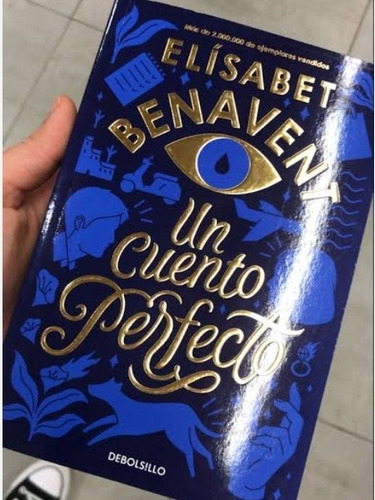 Más de 2.000.000 de ejemplares vendidos
ELÍSABET
BENAVENT
Un
Cuento
Perfecto
DEBOLSILLO